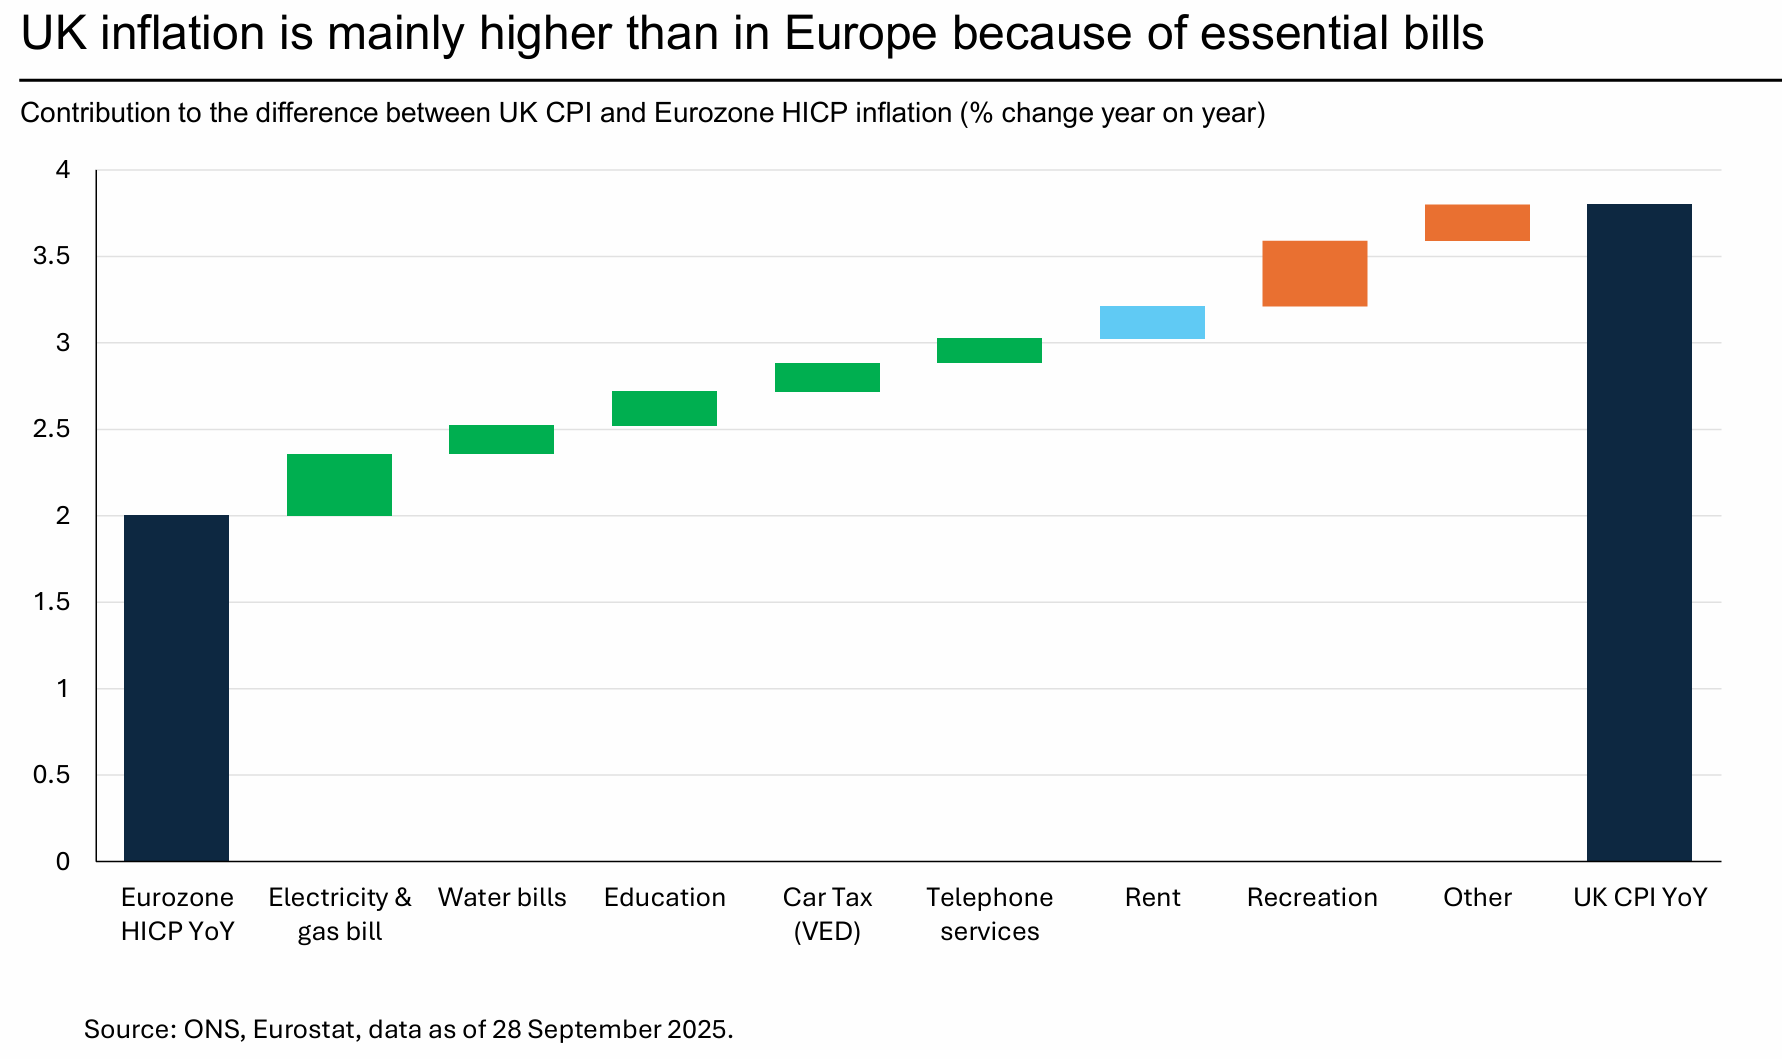 UK inflation is mainly higher than in Europe because of essential bills
Contribution to the difference between UK CPI and Eurozone HICP inflation (% change year on year)
4
3.5
3
2.5
2
1.5
1
0.5
0
Eurozone
HICP YoY
Electricity &
gas bill
Water bills
Education
Car Tax
(VED)
Telephone
services
Rent
Recreation
Other
UK CPI YoY
Source: ONS, Eurostat, data as of 28 September 2025.